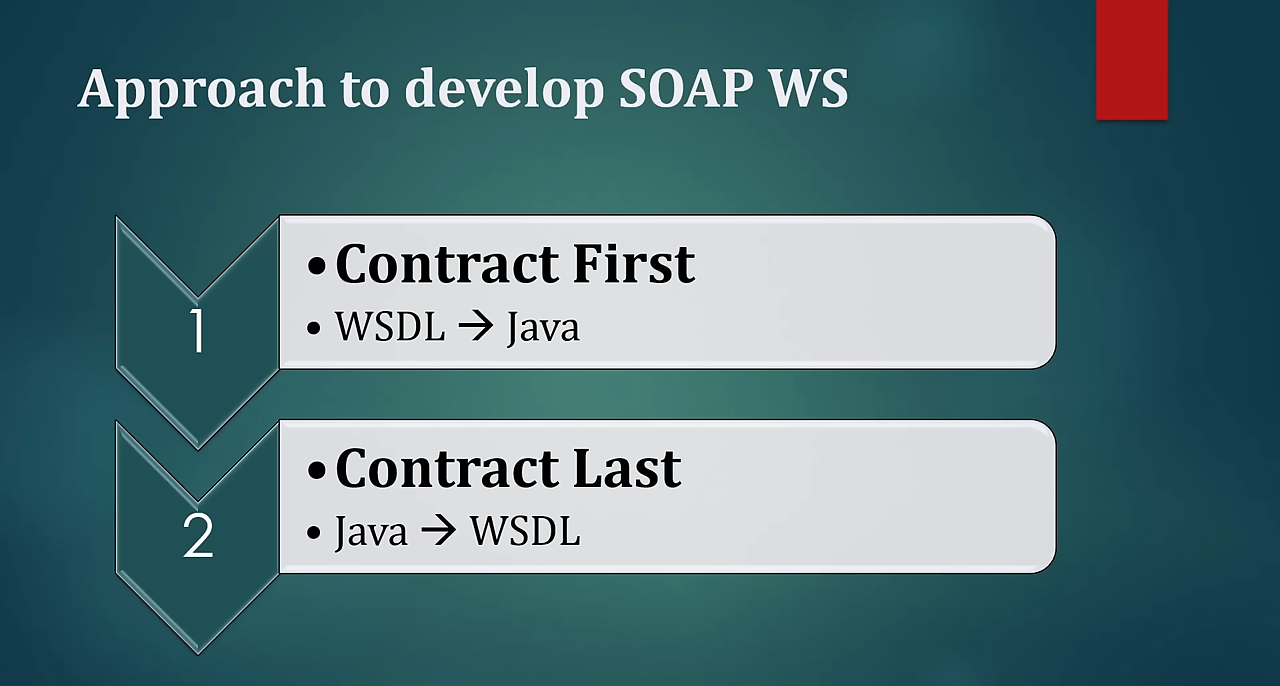 Approach to develop SOAP WS
1
•Contract First
• WSDL → Java
2
•Contract Last
• Java → WSDL